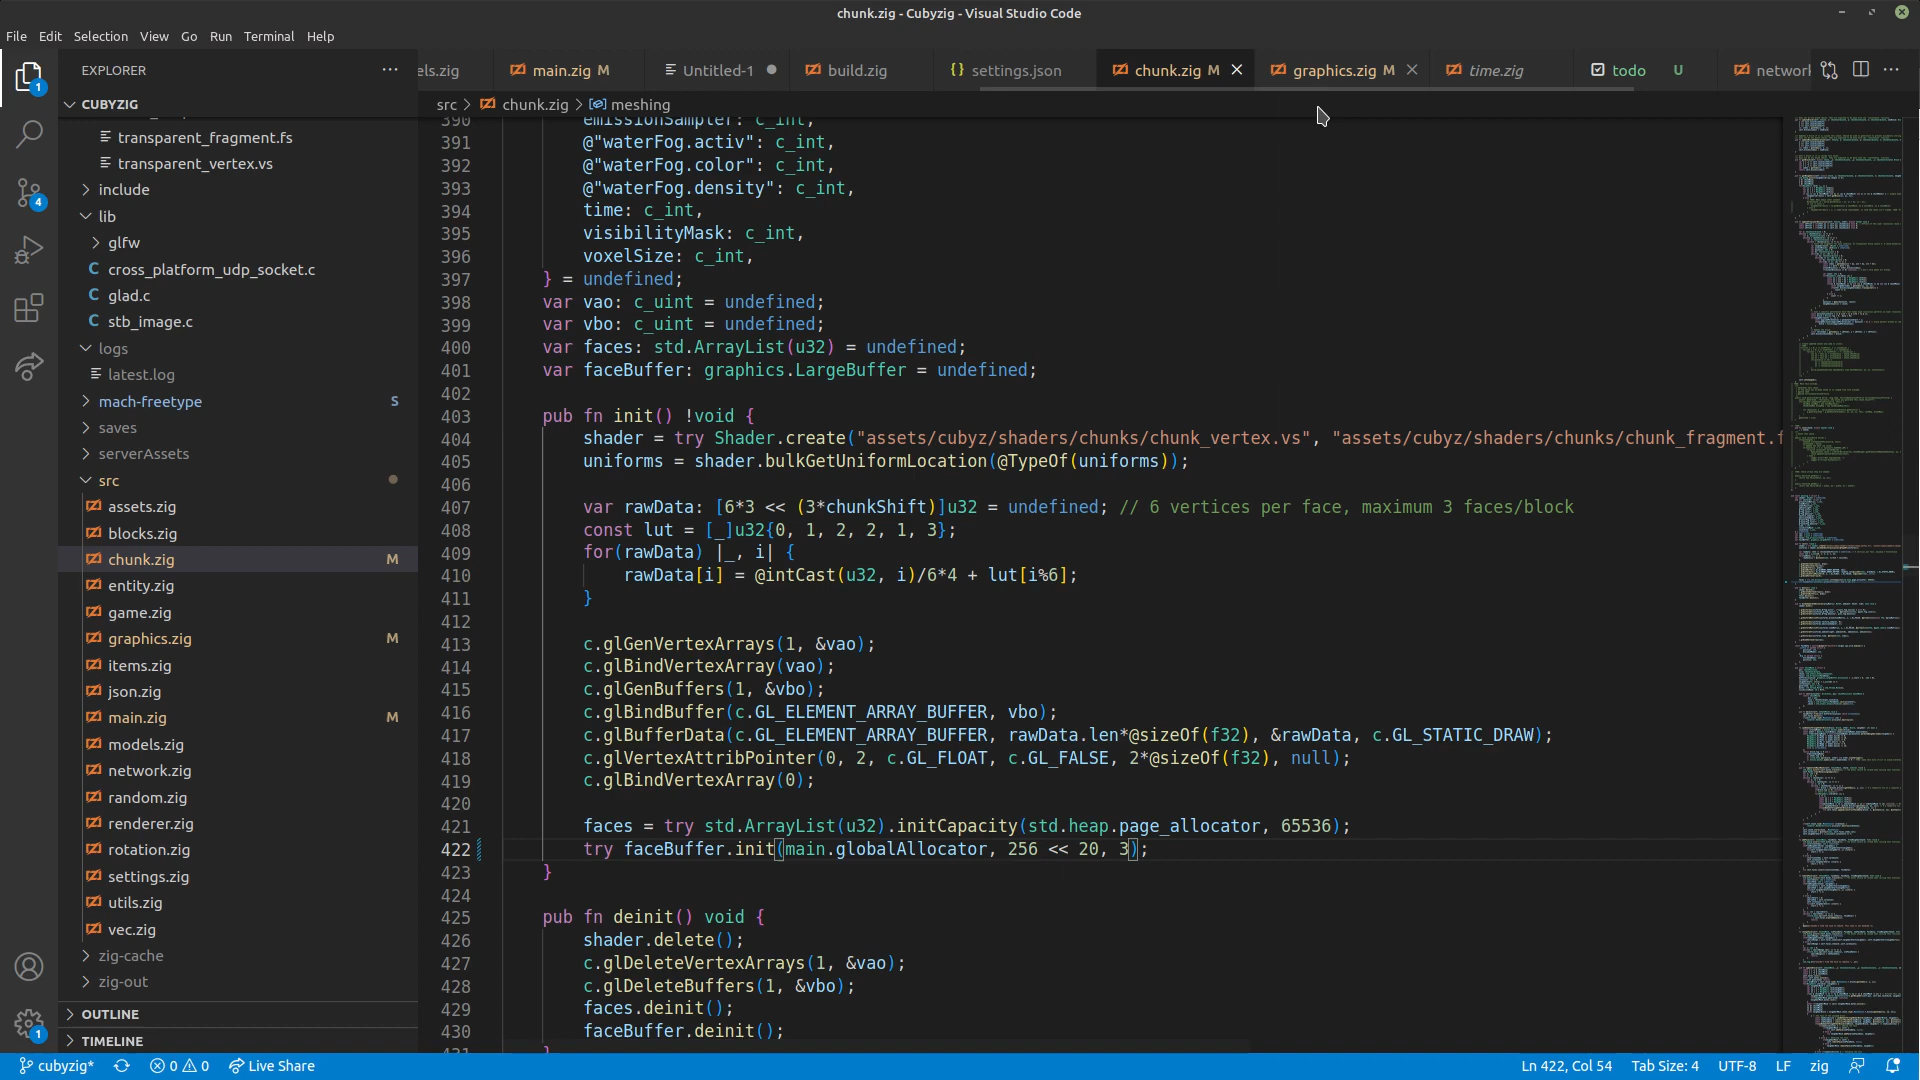 chunk.zig - Cubyzig - Visual Studio Code
File Edit Selection View Go Run Terminal Help
EXPLORER
els.zig main.zig M Untitled-1 build.zig settings.json chunk.zig M graphics.zig M time.zig todo U network
CUBYZIG
src > chunk.zig > meshing
transparent_fragment.fs
transparent_vertex.vs
include
lib
glfw
C cross_platform_udp_socket.c
C glad.c
C stb_image.c
logs
latest.log
mach-freetype S
saves
serverAssets
src
assets.zig
blocks.zig
chunk.zig M
entity.zig
game.zig
graphics.zig M
items.zig
json.zig
main.zig M
models.zig
network.zig
random.zig
renderer.zig
rotation.zig
settings.zig
utils.zig
vec.zig
zig-cache
zig-out
OUTLINE
TIMELINE
390 emissionSampler: c_int,
391 @"waterFog.activ": c_int,
392 @"waterFog.color": c_int,
393 @"waterFog.density": c_int,
394 time: c_int,
395 visibilityMask: c_int,
396 voxelSize: c_int,
397 } = undefined;
398 var vao: c_uint = undefined;
399 var vbo: c_uint = undefined;
400 var faces: std.ArrayList(u32) = undefined;
401 var faceBuffer: graphics.LargeBuffer = undefined;
402
403 pub fn init() !void {
404 shader = try Shader.create("assets/cubyz/shaders/chunks/chunk_vertex.vs", "assets/cubyz/shaders/chunks/chunk_fragment.f
405 uniforms = shader.bulkGetUniformLocation(@TypeOf(uniforms));
406
407 var rawData: [6*3 << (3*chunkShift)]u32 = undefined; // 6 vertices per face, maximum 3 faces/block
408 const lut = [_]u32{0, 1, 2, 2, 1, 3};
409 for(rawData) |_, i| {
410 rawData[i] = @intCast(u32, i)/6*4 + lut[i%6];
411 }
412
413 c.glGenVertexArrays(1, &vao);
414 c.glBindVertexArray(vao);
415 c.glGenBuffers(1, &vbo);
416 c.glBindBuffer(c.GL_ELEMENT_ARRAY_BUFFER, vbo);
417 c.glBufferData(c.GL_ELEMENT_ARRAY_BUFFER, rawData.len*@sizeOf(f32), &rawData, c.GL_STATIC_DRAW);
418 c.glVertexAttribPointer(0, 2, c.GL_FLOAT, c.GL_FALSE, 2*@sizeOf(f32), null);
419 c.glBindVertexArray(0);
420
421 faces = try std.ArrayList(u32).initCapacity(std.heap.page_allocator, 65536);
422 try faceBuffer.init(main.globalAllocator, 256 << 20, 3);
423 }
424
425 pub fn deinit() void {
426 shader.delete();
427 c.glDeleteVertexArrays(1, &vao);
428 c.glDeleteBuffers(1, &vbo);
429 faces.deinit();
430 faceBuffer.deinit();
431 }
1
4
1
cubyzig* 0 0 Live Share Ln 422, Col 54 Tab Size: 4 UTF-8 LF zig